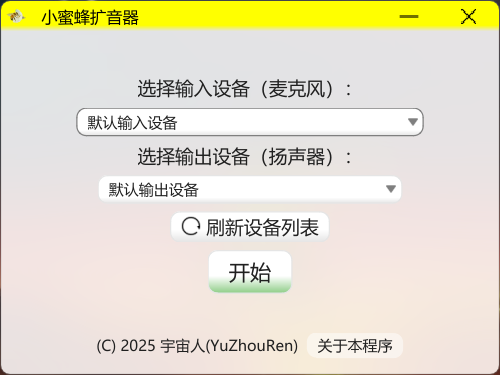 小蜜蜂扩音器
选择输入设备（麦克风）:
默认输入设备
选择输出设备（扬声器）:
默认输出设备
刷新设备列表
开始
(C) 2025 宇宙人(YuZhouRen) 关于本程序